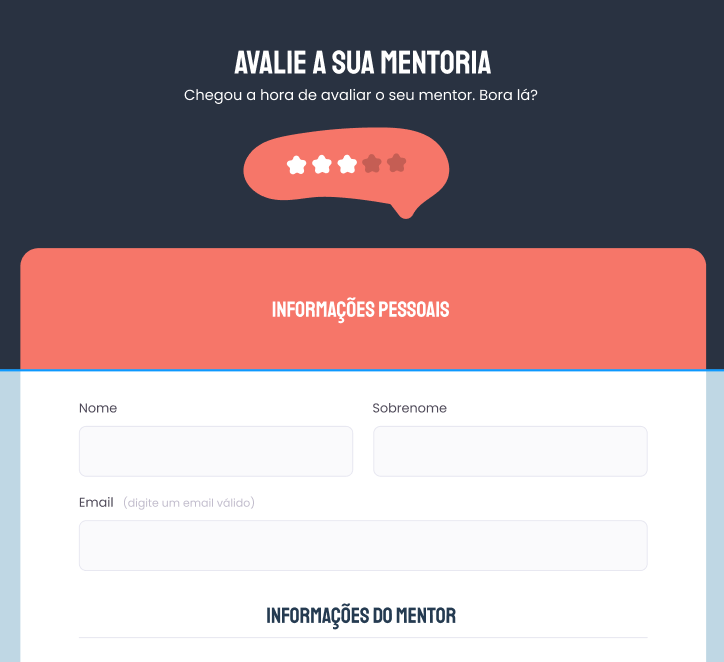 AVALIE A SUA MENTORIA
Chegou a hora de avaliar o seu mentor. Bora lá?
INFORMAÇÕES PESSOAIS
Nome
Sobrenome
Email (digite um email válido)
INFORMAÇÕES DO MENTOR